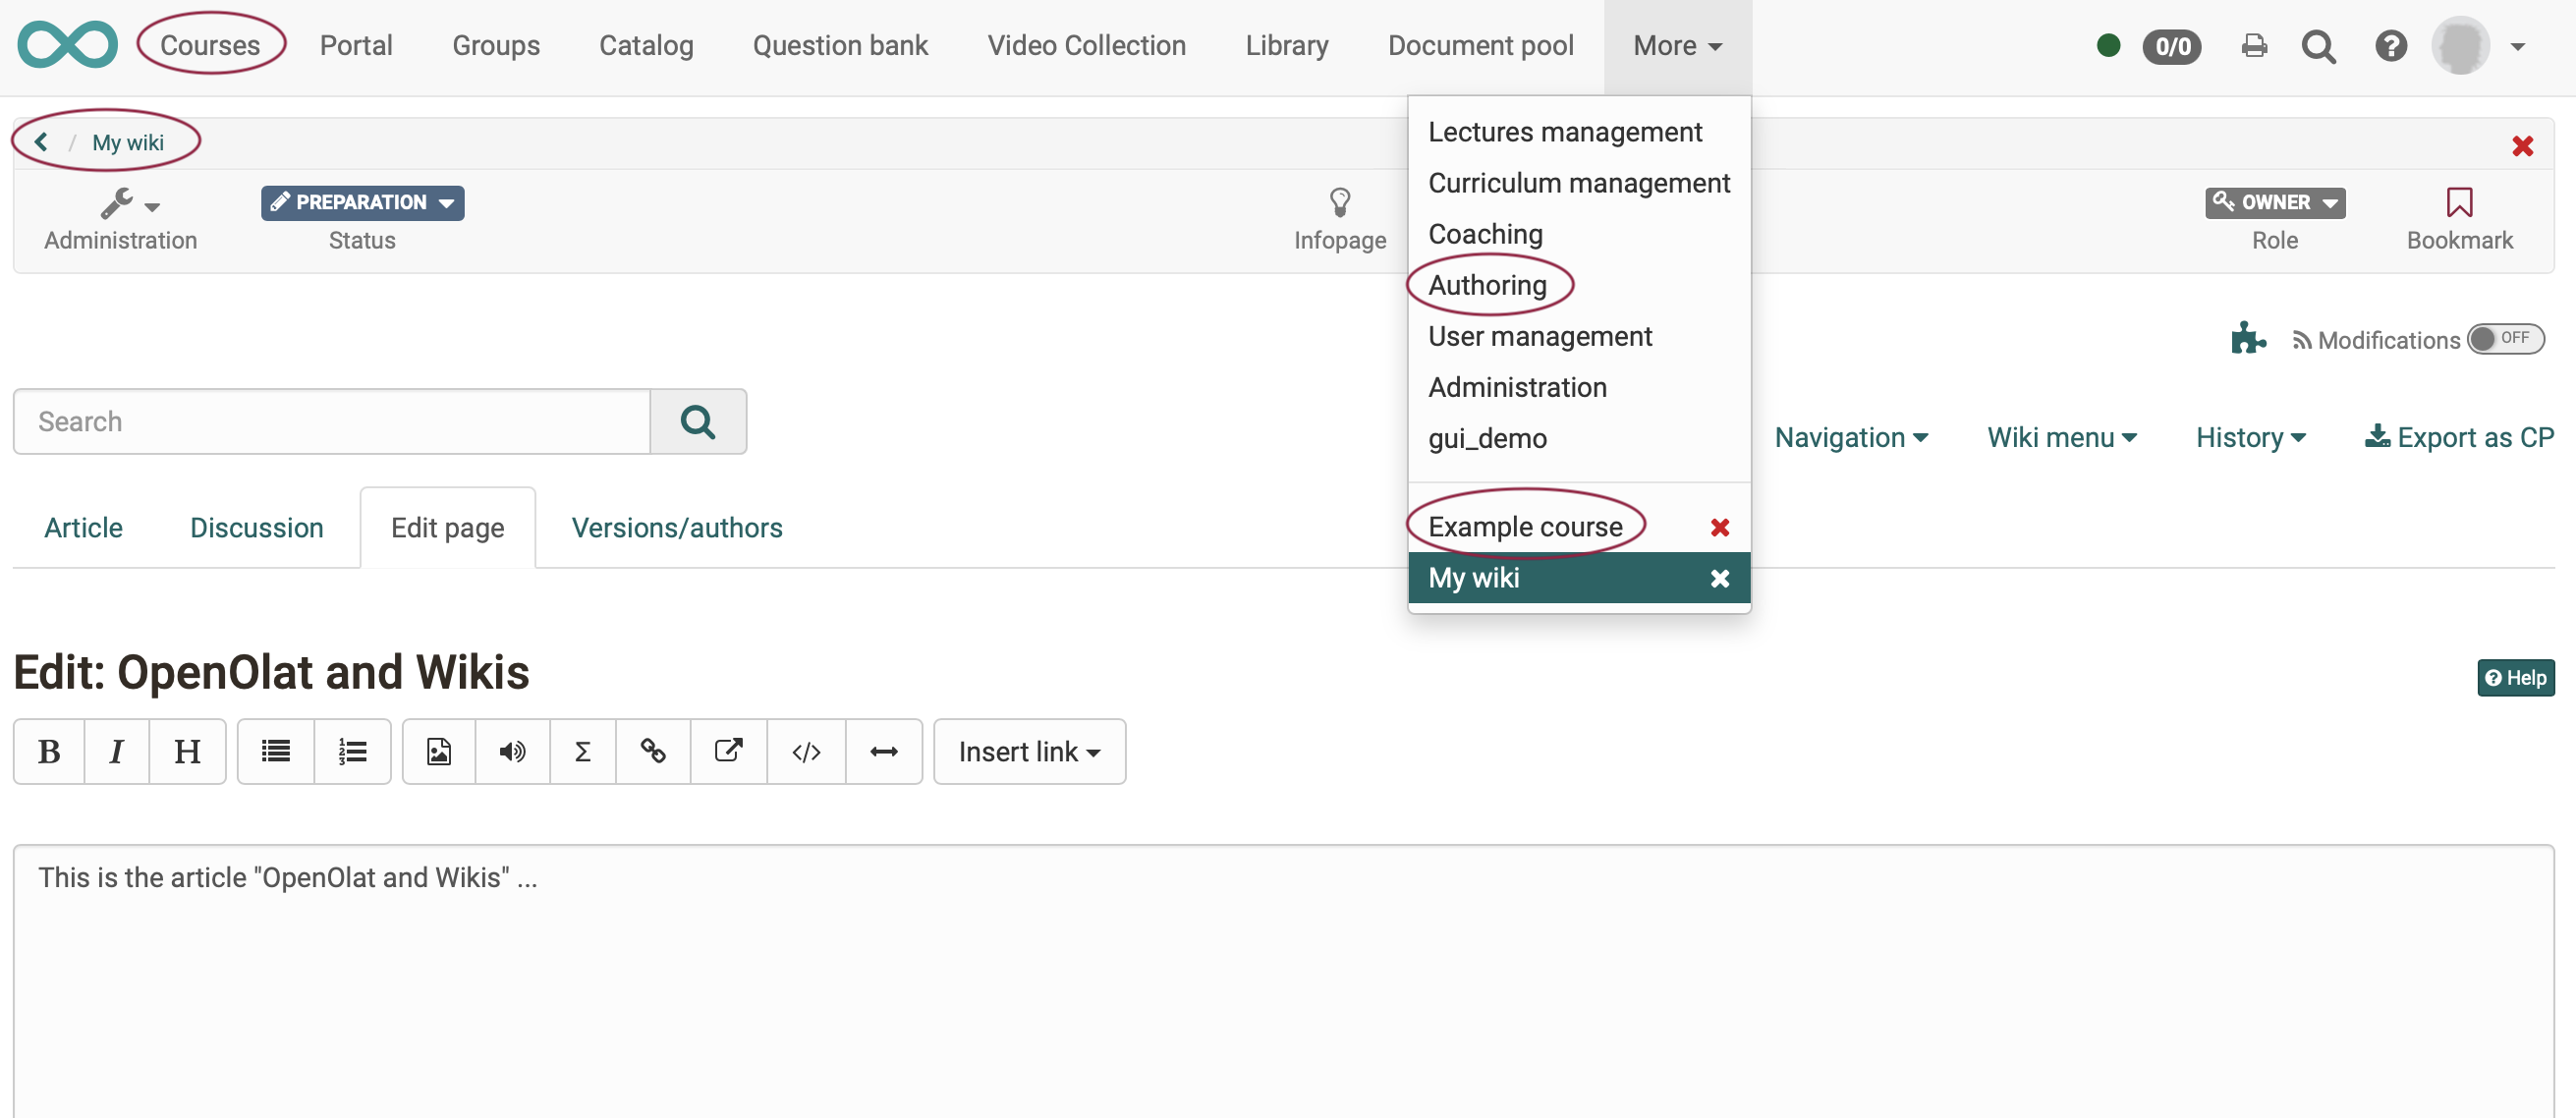 Courses Portal Groups Catalog Question bank Video Collection Library Document pool More 0/0
/ My wiki
Lectures management
Curriculum management
Coaching
Authoring
User management
Administration
gui_demo
Example course
My wiki
PREPARATION OWNER
Administration Status Infopage Role Bookmark
Modifications OFF
Search
Navigation Wiki menu History Export as CP
Article Discussion Edit page Versions/authors
Edit: OpenOlat and Wikis
Help
B I H 1 2 3 Σ </> Insert link
This is the article "OpenOlat and Wikis" ...